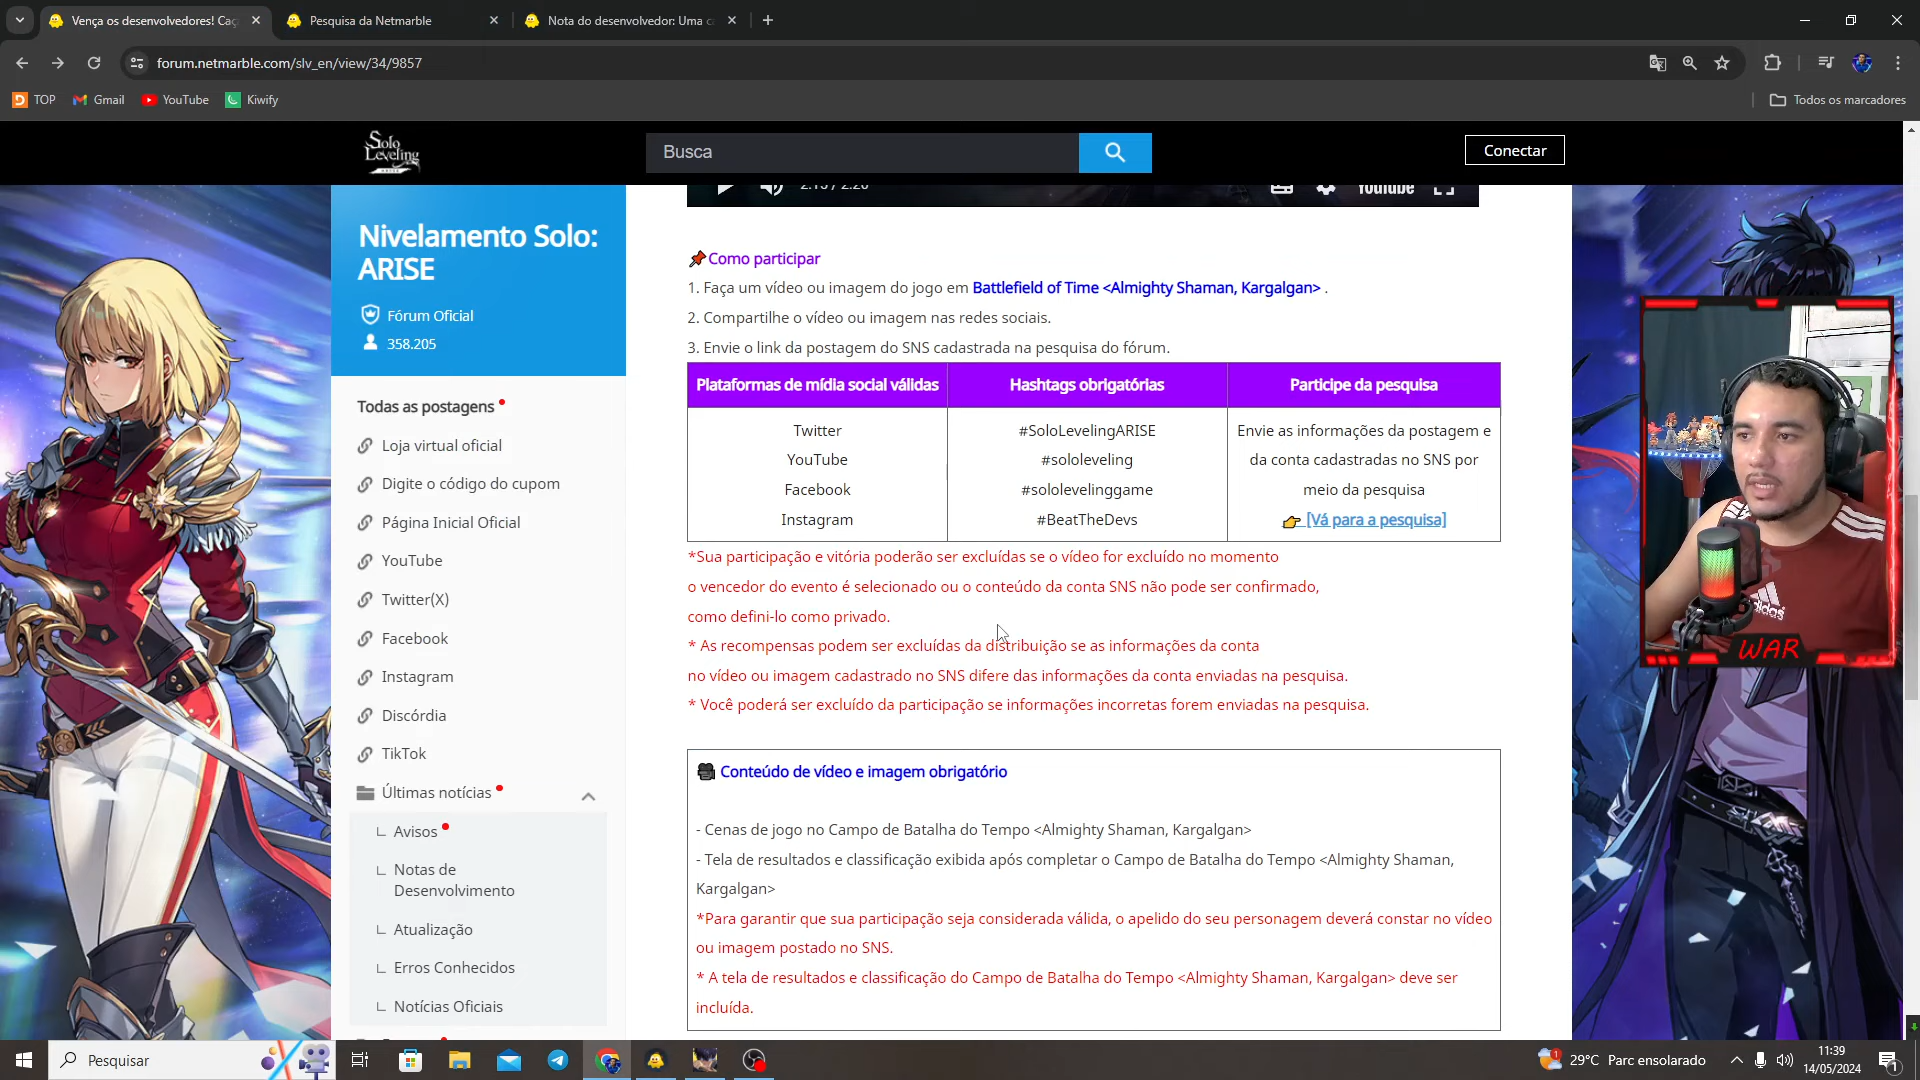 Vença os desenvolvedores! Caç
Pesquisa da Netmarble
Nota do desenvolvedor: Uma c
forum.netmarble.com/slv_en/view/34/9857
TOP
Gmail
YouTube
Kiwify
Todos os marcadores
Solo
Leveling
ARISE
Busca
Conectar
2:15 / 2:20
YouTube
Nivelamento Solo:
ARISE
Fórum Oficial
358.205
Todas as postagens
Loja virtual oficial
Digite o código do cupom
Página Inicial Oficial
YouTube
Twitter(X)
Facebook
Instagram
Discórdia
TikTok
Últimas notícias
Avisos
Notas de
Desenvolvimento
Atualização
Erros Conhecidos
Notícias Oficiais
Como participar
1. Faça um vídeo ou imagem do jogo em Battlefield of Time <Almighty Shaman, Kargalgan> .
2. Compartilhe o vídeo ou imagem nas redes sociais.
3. Envie o link da postagem do SNS cadastrada na pesquisa do fórum.
Plataformas de mídia social válidas
Hashtags obrigatórias
Participe da pesquisa
Twitter
YouTube
Facebook
Instagram
#SoloLevelingARISE
#sololeveling
#sololevelinggame
#BeatTheDevs
Envie as informações da postagem e
da conta cadastradas no SNS por
meio da pesquisa
[Vá para a pesquisa]
*Sua participação e vitória poderão ser excluídas se o vídeo for excluído no momento
o vencedor do evento é selecionado ou o conteúdo da conta SNS não pode ser confirmado,
como defini-lo como privado.
* As recompensas podem ser excluídas da distribuição se as informações da conta
no vídeo ou imagem cadastrado no SNS difere das informações da conta enviadas na pesquisa.
* Você poderá ser excluído da participação se informações incorretas forem enviadas na pesquisa.
Conteúdo de vídeo e imagem obrigatório
- Cenas de jogo no Campo de Batalha do Tempo <Almighty Shaman, Kargalgan>
- Tela de resultados e classificação exibida após completar o Campo de Batalha do Tempo <Almighty Shaman,
Kargalgan>
*Para garantir que sua participação seja considerada válida, o apelido do seu personagem deverá constar no vídeo
ou imagem postado no SNS.
* A tela de resultados e classificação do Campo de Batalha do Tempo <Almighty Shaman, Kargalgan> deve ser
incluída.
adidas
WAR
Pesquisar
1
29°C
Parc ensolarado
11:39
14/05/2024
1